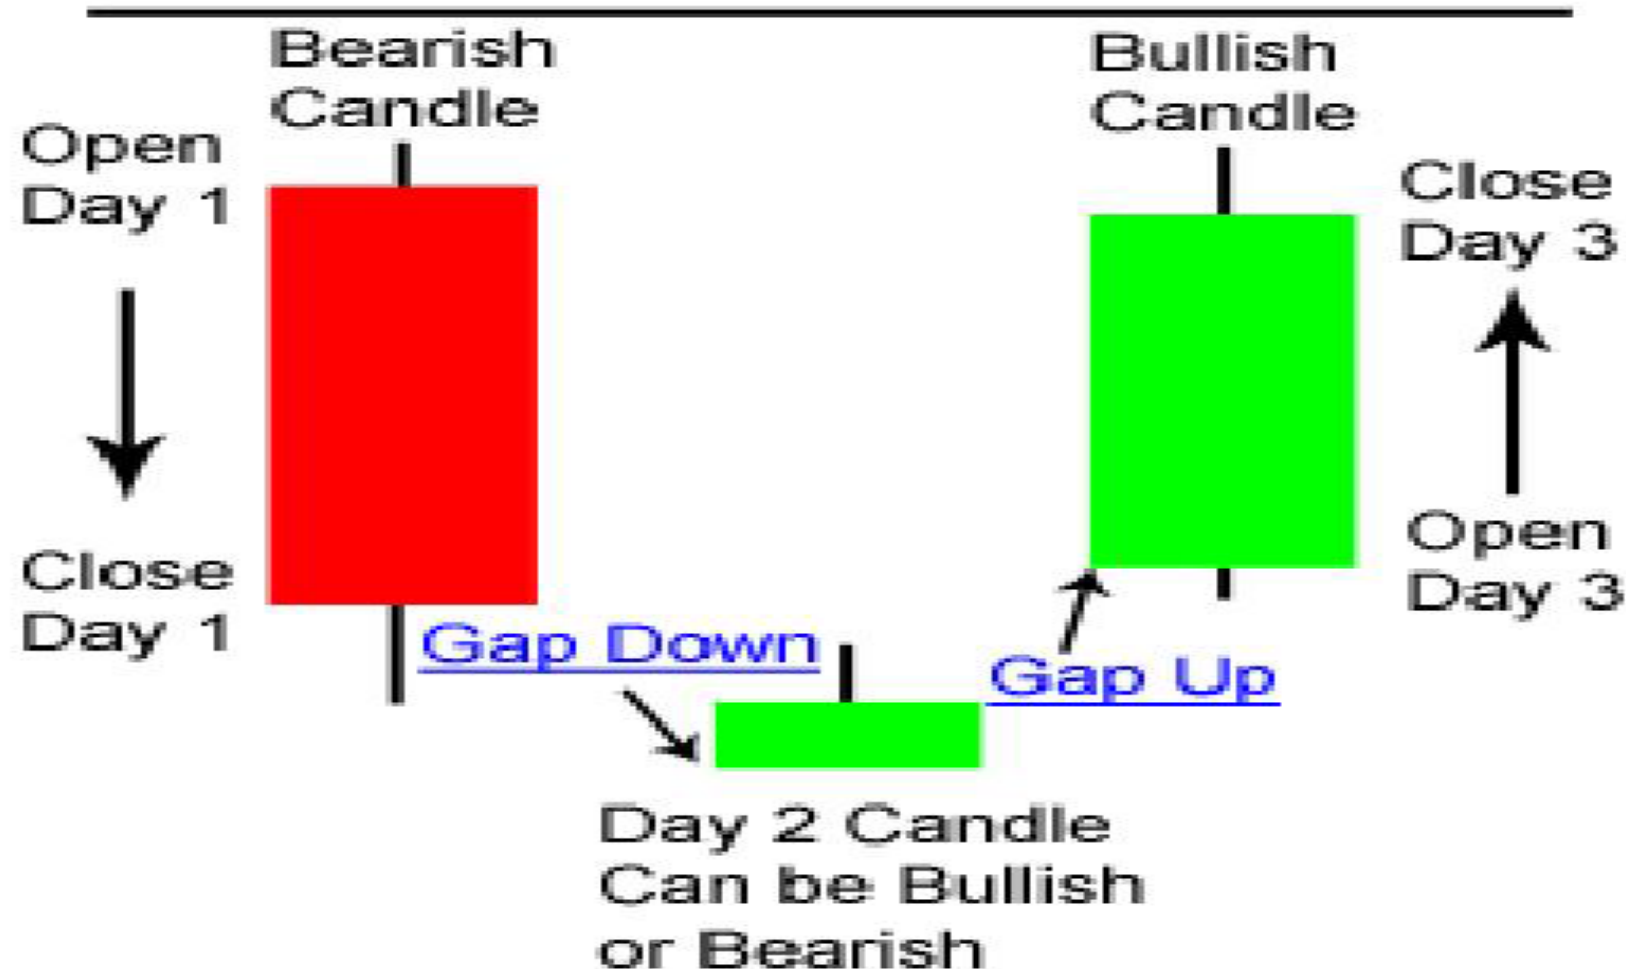 Bearish
Candle
Bullish
Candle
Open
Day 1
Close
Day 3
Close
Day 1
Open
Day 3
Gap Down
Gap Up
Day 2 Candle
Can be Bullish
or Bearish